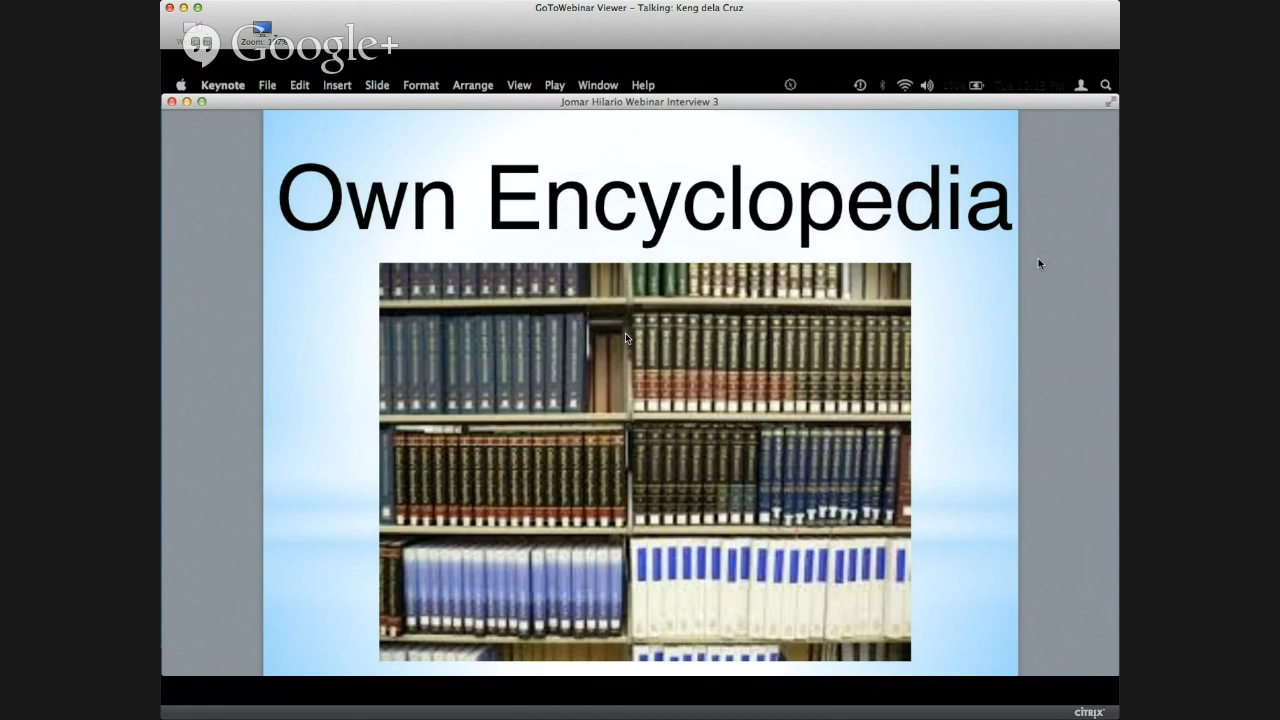 GoToWebinar Viewer – Talking: Keng dela Cruz
Google+
Keynote File Edit Insert Slide Format Arrange View Play Window Help
Jomar Hilario Webinar Interview 3
Own Encyclopedia
CITRIX